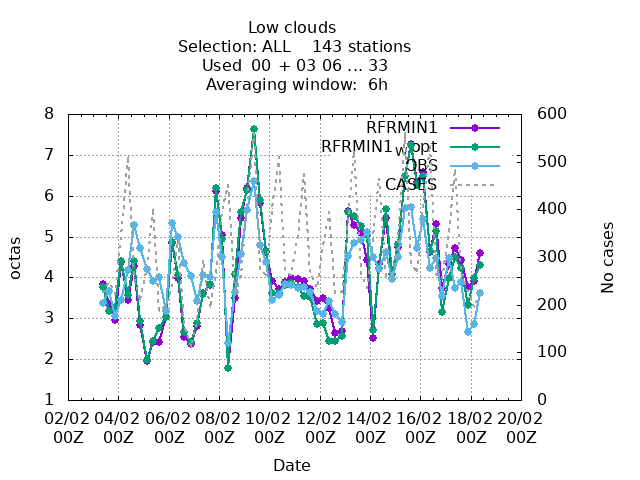 Low clouds
Selection: ALL    143 stations
Used  00 + 03 06 ... 33
Averaging window:  6h
8
7
6
5
4
3
2
1
octas
600
500
400
300
200
100
0
No cases
RFRMIN1
RFRMIN1_wopt
OBS
CASES
02/02 04/02 06/02 08/02 10/02 12/02 14/02 16/02 18/02 20/02
00Z 00Z 00Z 00Z 00Z 00Z 00Z 00Z 00Z 00Z
Date